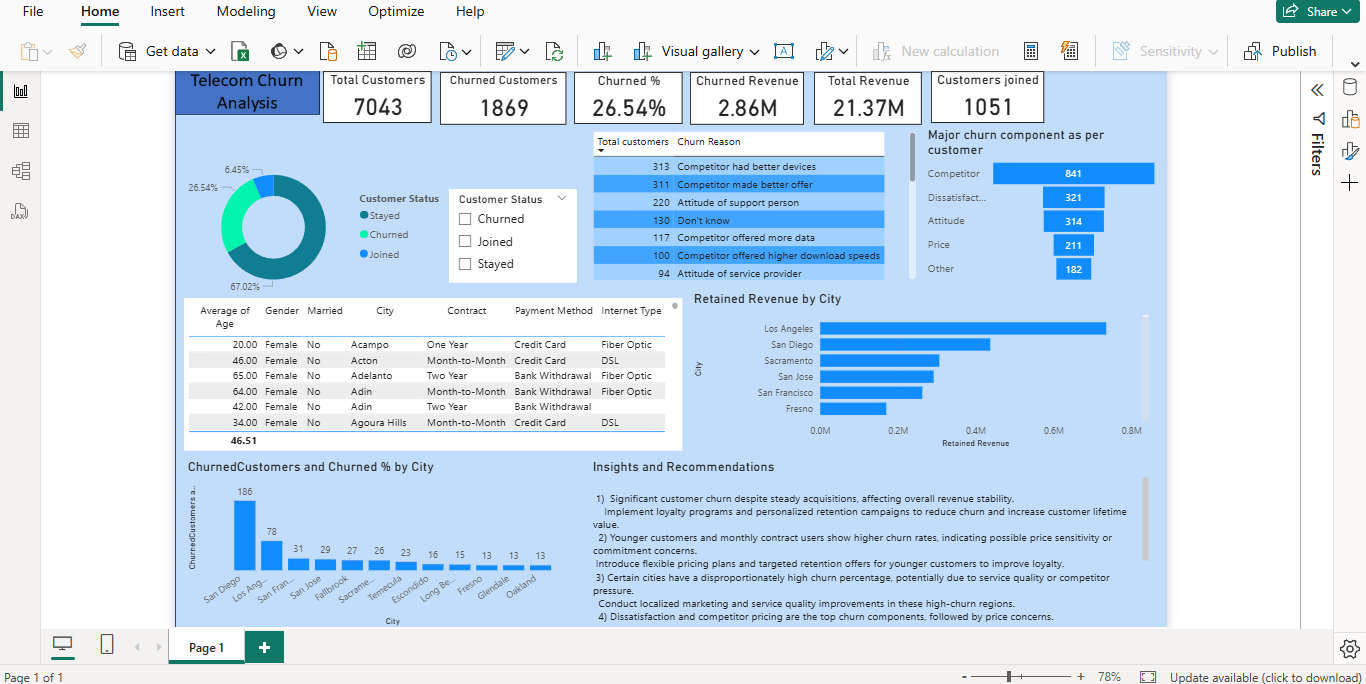 File Home Insert Modeling View Optimize Help Share
Get data Visual gallery A New calculation Sensitivity Publish
Telecom Churn
Analysis
Total Customers
7043
Churned Customers
1869
Churned %
26.54%
Churned Revenue
2.86M
Total Revenue
21.37M
Customers joined
1051
6.45%
26.54%
67.02%
Customer Status
Stayed
Churned
Joined
Customer Status
Churned
Joined
Stayed
Total customers Churn Reason
313 Competitor had better devices
311 Competitor made better offer
220 Attitude of support person
130 Don't know
117 Competitor offered more data
100 Competitor offered higher download speeds
94 Attitude of service provider
Major churn component as per
customer
Competitor 841
Dissatisfact... 321
Attitude 314
Price 211
Other 182
Filters
Average of
Age
Gender Married City Contract Payment Method Internet Type
20.00 Female No Acampo One Year Credit Card Fiber Optic
46.00 Female No Acton Month-to-Month Credit Card DSL
65.00 Female No Adelanto Two Year Bank Withdrawal Fiber Optic
64.00 Female No Adin Month-to-Month Bank Withdrawal Fiber Optic
42.00 Female No Adin Two Year Bank Withdrawal
34.00 Female No Agoura Hills Month-to-Month Credit Card DSL
46.51
Retained Revenue by City
City
Los Angeles
San Diego
Sacramento
San Jose
San Francisco
Fresno
0.0M 0.2M 0.4M 0.6M 0.8M
Retained Revenue
ChurnedCustomers and Churned % by City
ChurnedCustomers a...
186 78 31 29 27 26 23 16 15 13 13 13
San Diego Los Ang... San Fran... San Jose Fallbrook Sacrame... Temecula Escondido Long Be... Fresno Glendale Oakland
City
Insights and Recommendations
1) Significant customer churn despite steady acquisitions, affecting overall revenue stability.
Implement loyalty programs and personalized retention campaigns to reduce churn and increase customer lifetime
value.
2) Younger customers and monthly contract users show higher churn rates, indicating possible price sensitivity or
commitment concerns.
Introduce flexible pricing plans and targeted retention offers for younger customers to improve loyalty.
3) Certain cities have a disproportionately high churn percentage, potentially due to service quality or competitor
pressure.
Conduct localized marketing and service quality improvements in these high-churn regions.
4) Dissatisfaction and competitor pricing are the top churn components, followed by price concerns.
Page 1
Page 1 of 1
- + 78% Update available (click to download)